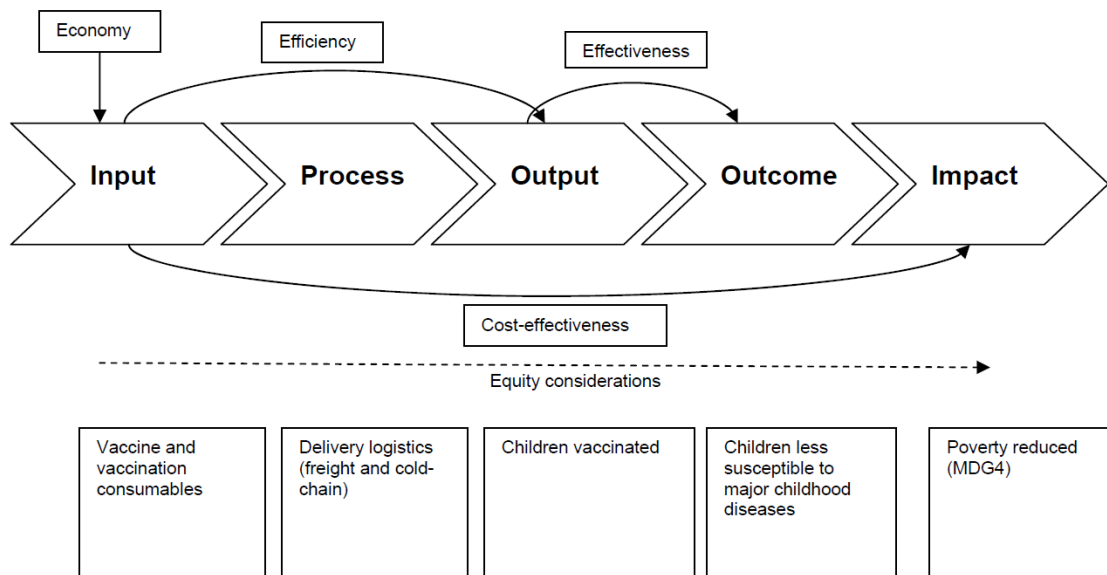 Economy
Efficiency
Effectiveness
Input
Process
Output
Outcome
Impact
Cost-effectiveness
Equity considerations
Vaccine and
vaccination
consumables
Delivery logistics
(freight and cold-
chain)
Children vaccinated
Children less
susceptible to
major childhood
diseases
Poverty reduced
(MDG4)